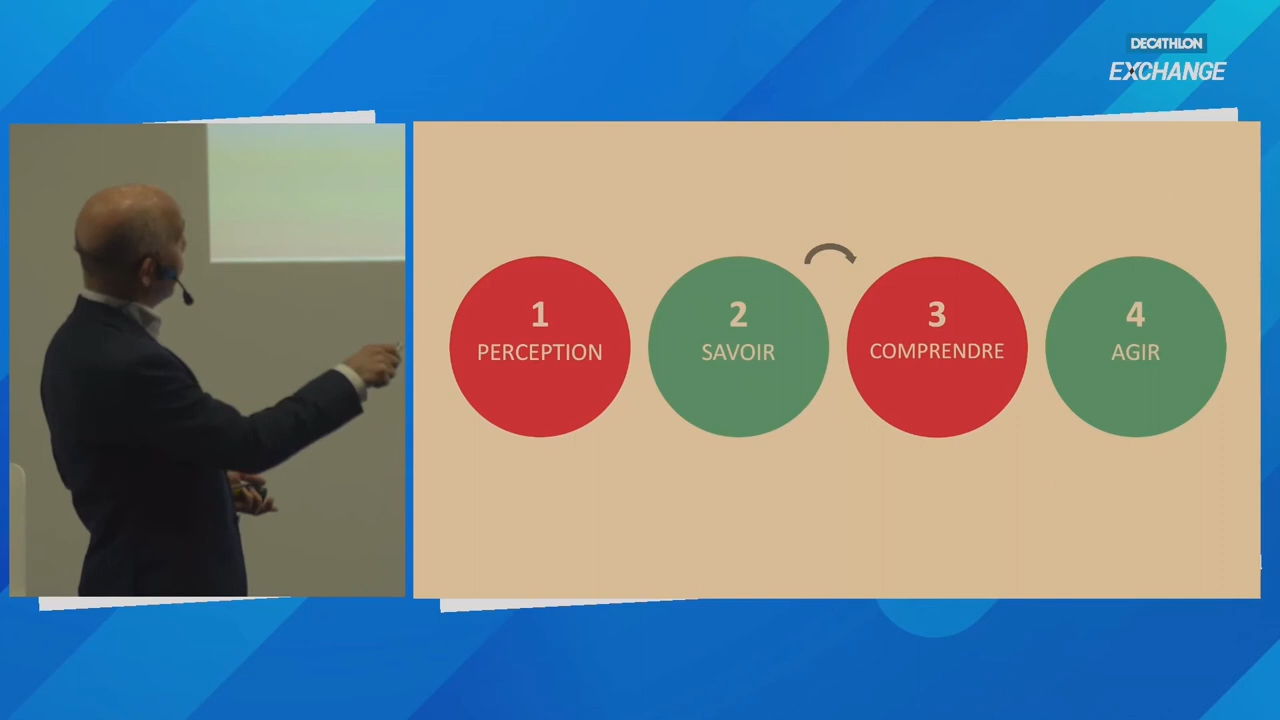 DECATHLON
EXCHANGE
1
PERCEPTION
2
SAVOIR
3
COMPRENDRE
4
AGIR